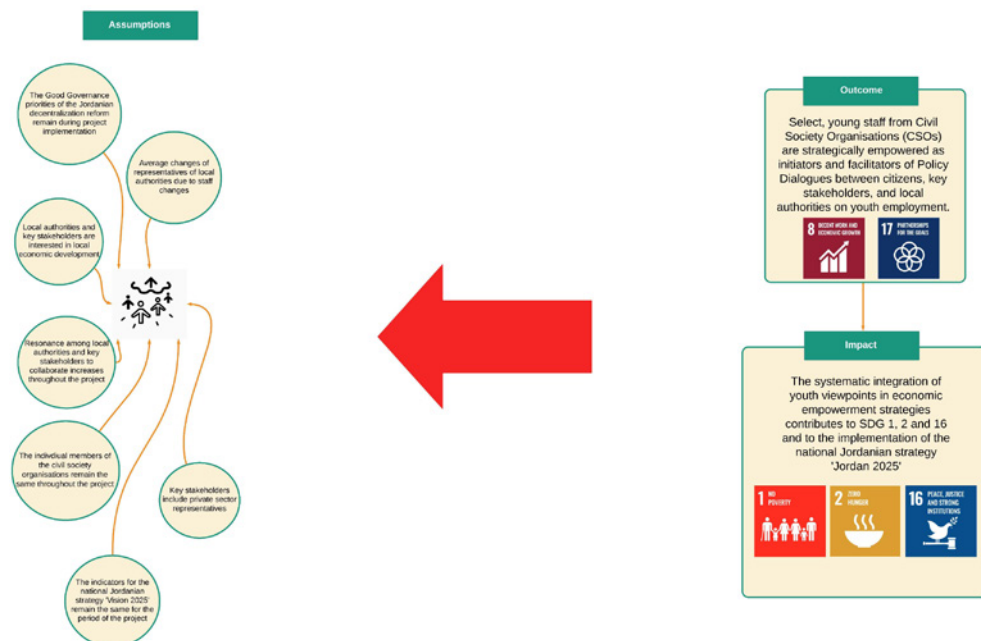 Assumptions
The Good Governance
priorities of the Jordanian
decentralization reform
remain during project
implementation
Average changes of
representatives of local
authorities due to staff
changes
Local authorities and
key stakeholders are
interested in local
economic development
Resonance among local
authorities and key
stakeholders to
collaborate increases
throughout the project
The indivdiual members of
the civil society
organisations remain the
same throughout the project
Key stakeholders
include private sector
representatives
The indicators for the
national Jordanian
strategy 'Vision 2025'
remain the same for the
period of the project
Outcome
Select, young staff from Civil
Society Organisations (CSOs)
are strategically empowered as
initiators and facilitators of Policy
Dialogues between citizens, key
stakeholders, and local
authorities on youth employment.
8 DECENT WORK AND
ECONOMIC GROWTH
17 PARTNERSHIPS
FOR THE GOALS
Impact
The systematic integration of
youth viewpoints in economic
empowerment strategies
contributes to SDG 1, 2 and 16
and to the implementation of the
national Jordanian strategy
'Jordan 2025'
1 NO
POVERTY
2 ZERO
HUNGER
16 PEACE, JUSTICE
AND STRONG
INSTITUTIONS